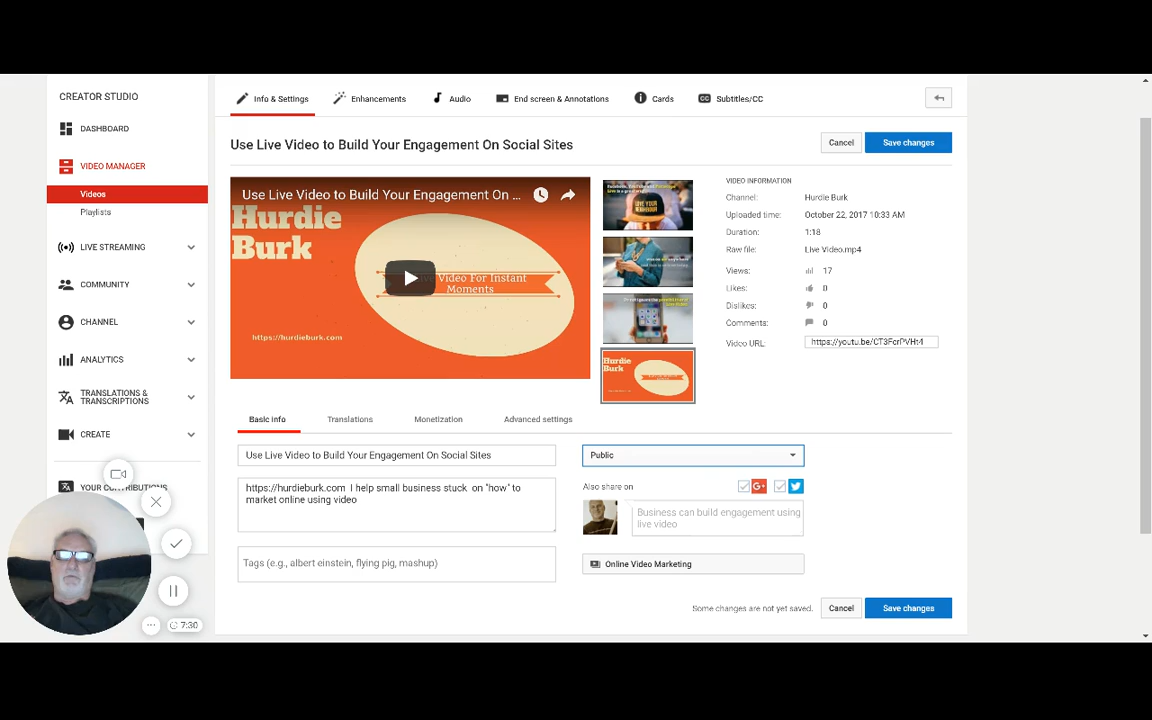 CREATOR STUDIO
DASHBOARD
VIDEO MANAGER
Videos
Playlists
LIVE STREAMING
COMMUNITY
CHANNEL
ANALYTICS
TRANSLATIONS &
TRANSCRIPTIONS
CREATE
YOUR CONTRIBUTIONS
7:30
Info & Settings
Enhancements
Audio
End screen & Annotations
Cards
CC Subtitles/CC
Use Live Video to Build Your Engagement On Social Sites
Cancel
Save changes
Use Live Video to Build Your Engagement On ...
Hurdie
Burk
Video For Instant
Moments
https://hurdieburk.com
Hurdie
Burk
VIDEO INFORMATION
Channel: Hurdie Burk
Uploaded time: October 22, 2017 10:33 AM
Duration: 1:18
Raw file: Live Video.mp4
Views: 17
Likes: 0
Dislikes: 0
Comments: 0
Video URL: https://youtu.be/CT3FcrPVHt4
Basic info
Translations
Monetization
Advanced settings
Use Live Video to Build Your Engagement On Social Sites
https://hurdieburk.com I help small business stuck on "how" to
market online using video
Tags (e.g., albert einstein, flying pig, mashup)
Public
Also share on
G+
Business can build engagement using
live video
Online Video Marketing
Some changes are not yet saved.
Cancel
Save changes